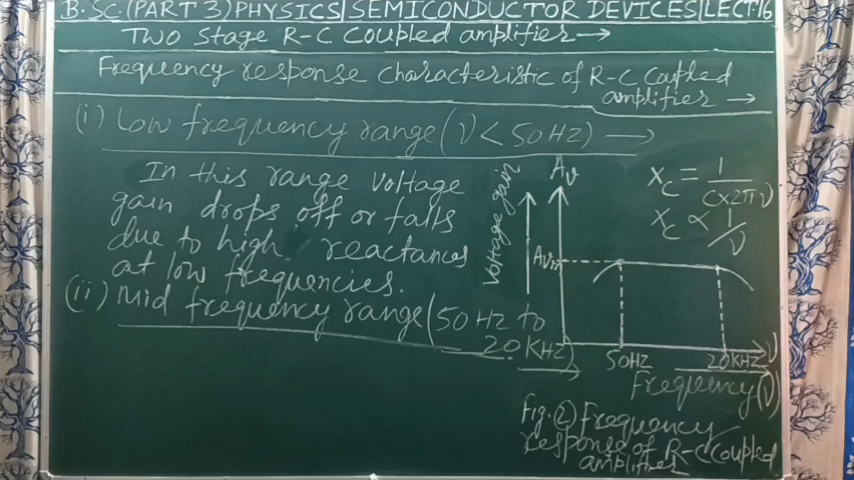 B.SC.(PART 3)PHYSICS|SEMICONDUCTOR DEVICES|LECT-16
Two stage R-C coupled amplifier→
Frequency response characteristic of R-C Coupled
amplifier →
(i) Low frequency range (ν < 50 HZ) →
In this range voltage
gain drops off or falls
due to high reactances
at low frequencies.
(ii) Mid frequency range (50 HZ to
20 KHZ)
Voltage gain
Av
Avm
Xc = 1/(C×2πν)
Xc ∝ 1/ν
50HZ
20KHZ
ν
Frequency(ν)
Fig. (2) Frequency
response of R-C Coupled
amplifier